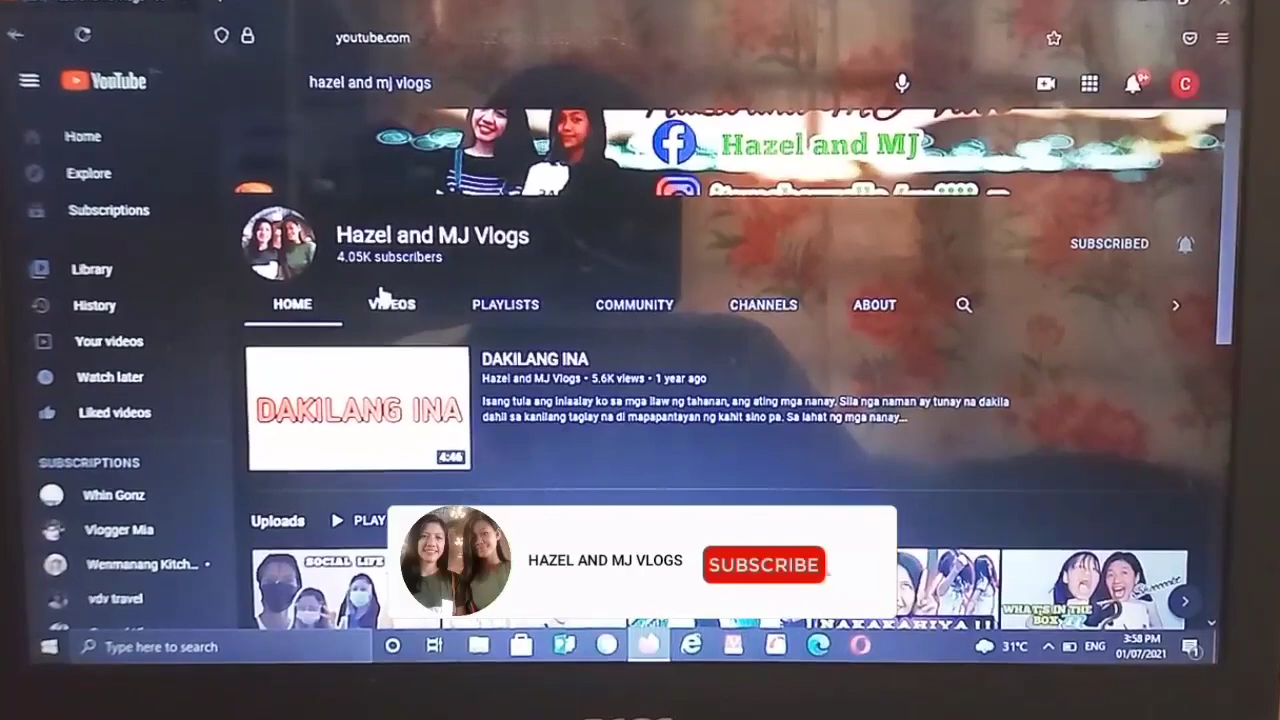 youtube.com
YouTube
hazel and mj vlogs
9+
C
Hazel and MJ
Home
Explore
Subscriptions
Hazel and MJ Vlogs
4.05K subscribers
SUBSCRIBED
Library
History
Your videos
Watch later
Liked videos
HOME
VIDEOS
PLAYLISTS
COMMUNITY
CHANNELS
ABOUT
DAKILANG INA
4:46
DAKILANG INA
Hazel and MJ Vlogs • 5.6K views • 1 year ago
Isang tula ang inlaalay ko sa mga ilaw ng tahanan, ang ating mga nanay. Sila nga naman ay tunay na dakila
dahil sa kanilang taglay na di mapapantayan ng kahit sino pa. Sa lahat ng mga nanay...
SUBSCRIPTIONS
Whin Gonz
Vlogger Mia
Wenmanang Kitch...
vdv travel
Uploads
PLAY
SOCIAL LIFE
HAZEL AND MJ VLOGS
SUBSCRIBE
NAKAKAHIYA !!
WHAT'S IN THE
BOX
Type here to search
31°C
ENG
3:58 PM
01/07/2021
1